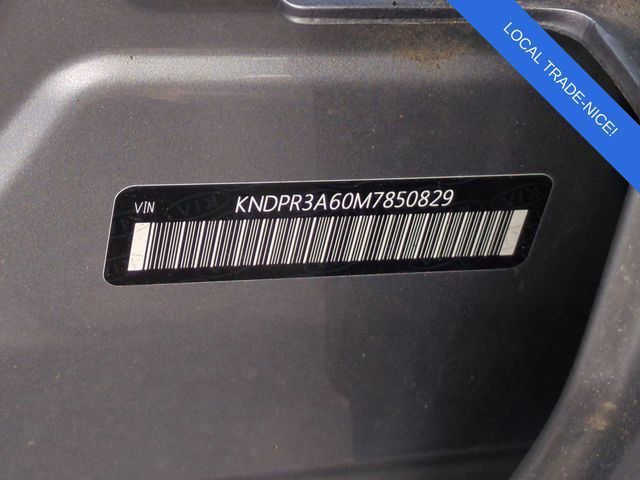 LOCAL TRADE-NICE!
VIN KNDPR3A60M7850829